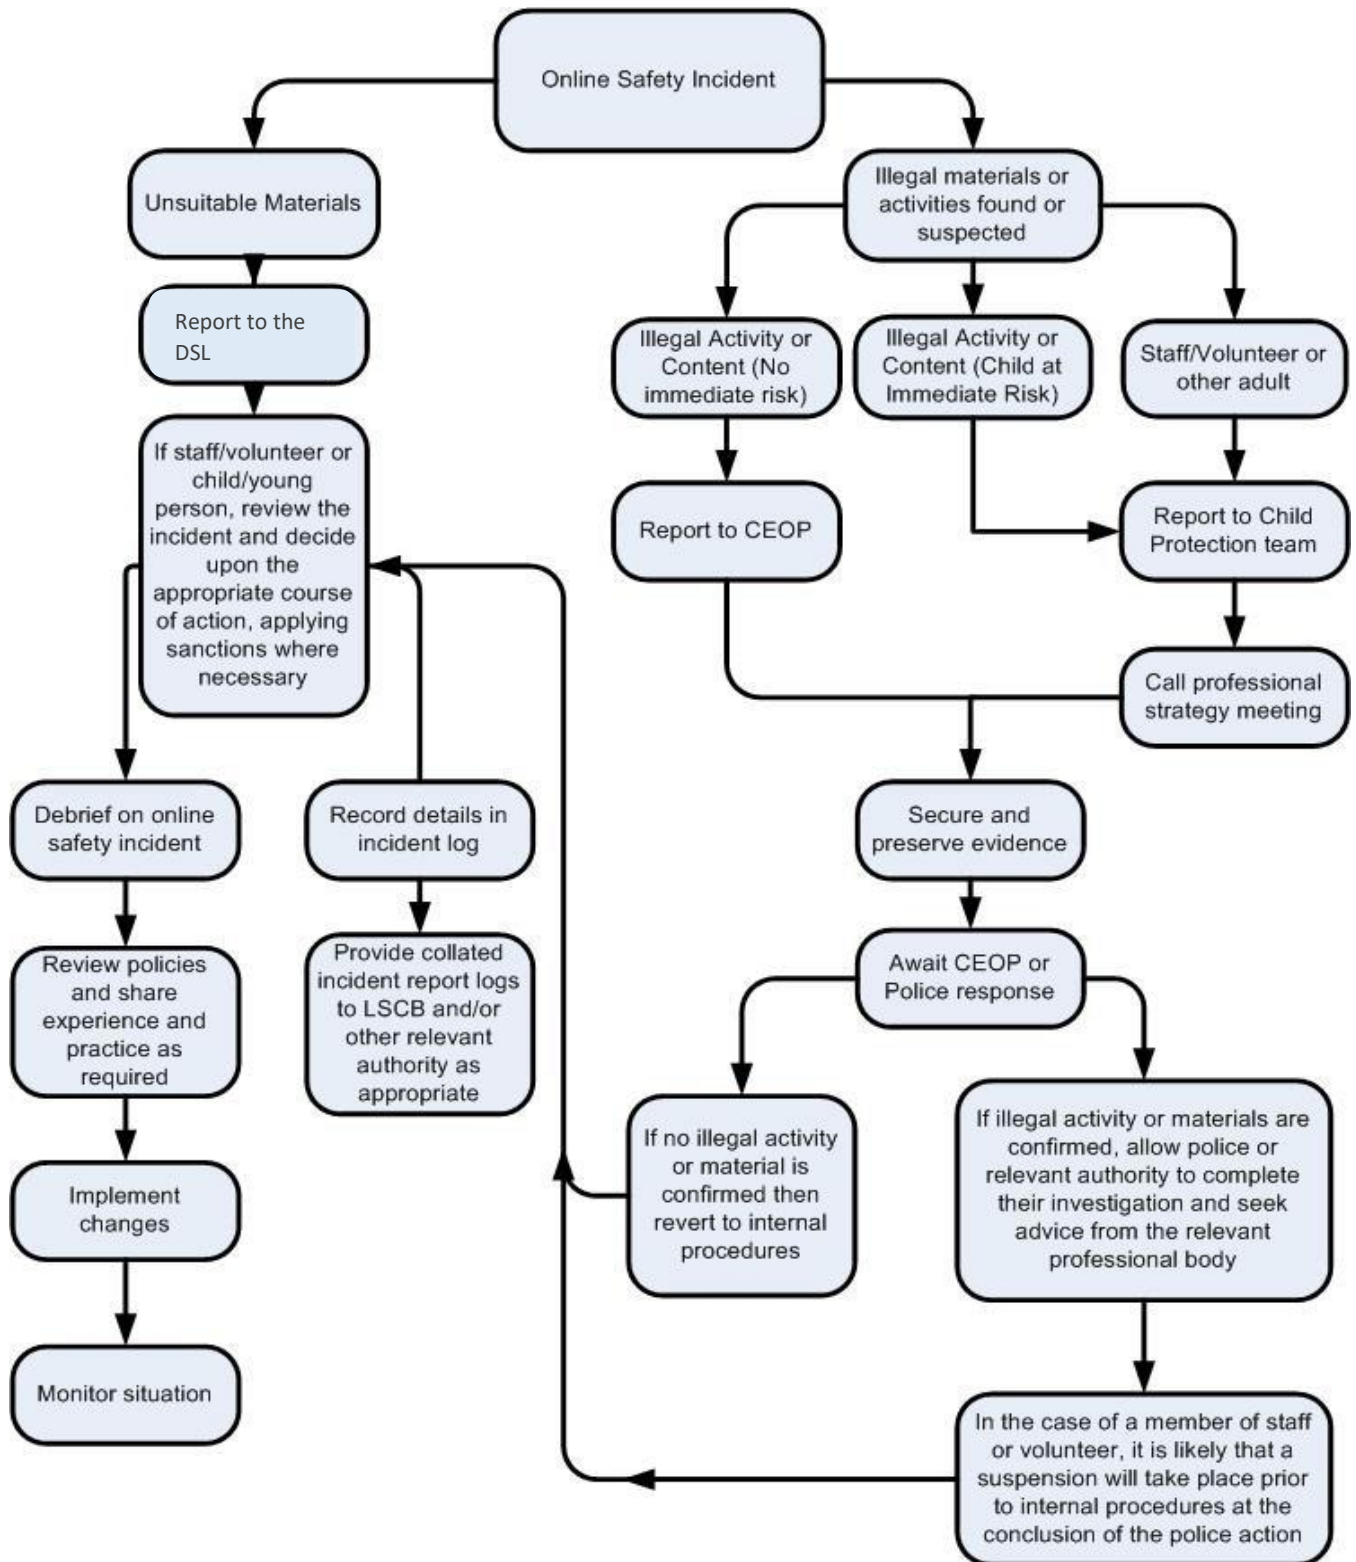 Online Safety Incident
Unsuitable Materials
Illegal materials or
activities found or
suspected
Report to the
DSL
Illegal Activity or
Content (No
immediate risk)
Illegal Activity or
Content (Child at
Immediate Risk)
Staff/Volunteer or
other adult
If staff/volunteer or
child/young
person, review the
incident and decide
upon the
appropriate course
of action, applying
sanctions where
necessary
Report to CEOP
Report to Child
Protection team
Call professional
strategy meeting
Debrief on online
safety incident
Record details in
incident log
Secure and
preserve evidence
Review policies
and share
experience and
practice as
required
Provide collated
incident report logs
to LSCB and/or
other relevant
authority as
appropriate
Await CEOP or
Police response
If no illegal activity
or material is
confirmed then
revert to internal
procedures
If illegal activity or materials are
confirmed, allow police or
relevant authority to complete
their investigation and seek
advice from the relevant
professional body
Implement
changes
Monitor situation
In the case of a member of staff
or volunteer, it is likely that a
suspension will take place prior
to internal procedures at the
conclusion of the police action